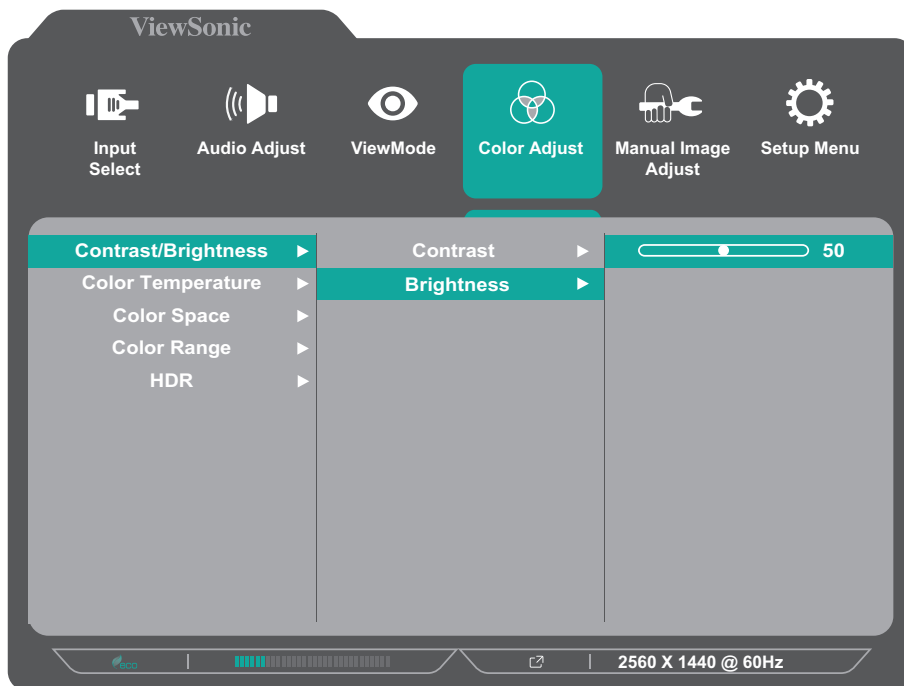 ViewSonic
Input Select
Audio Adjust
ViewMode
Color Adjust
Manual Image Adjust
Setup Menu
Contrast/Brightness
Contrast
50
Color Temperature
Brightness
Color Space
Color Range
HDR
eco
2560 X 1440 @ 60Hz